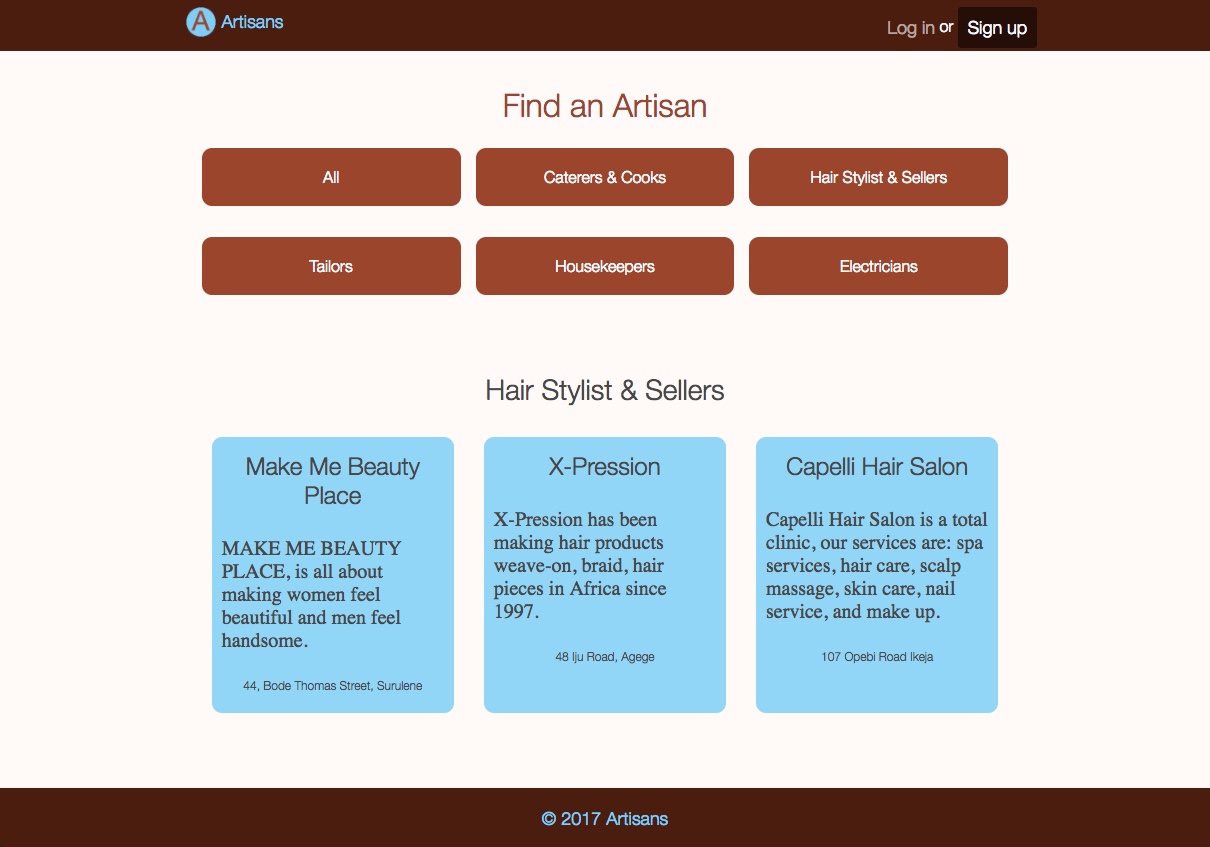 A Artisans
Log in or Sign up
Find an Artisan
All
Caterers & Cooks
Hair Stylist & Sellers
Tailors
Housekeepers
Electricians
Hair Stylist & Sellers
Make Me Beauty
Place
MAKE ME BEAUTY
PLACE, is all about
making women feel
beautiful and men feel
handsome.
44, Bode Thomas Street, Surulene
X-Pression
X-Pression has been
making hair products
weave-on, braid, hair
pieces in Africa since
1997.
48 Iju Road, Agege
Capelli Hair Salon
Capelli Hair Salon is a total
clinic, our services are: spa
services, hair care, scalp
massage, skin care, nail
service, and make up.
107 Opebi Road Ikeja
© 2017 Artisans